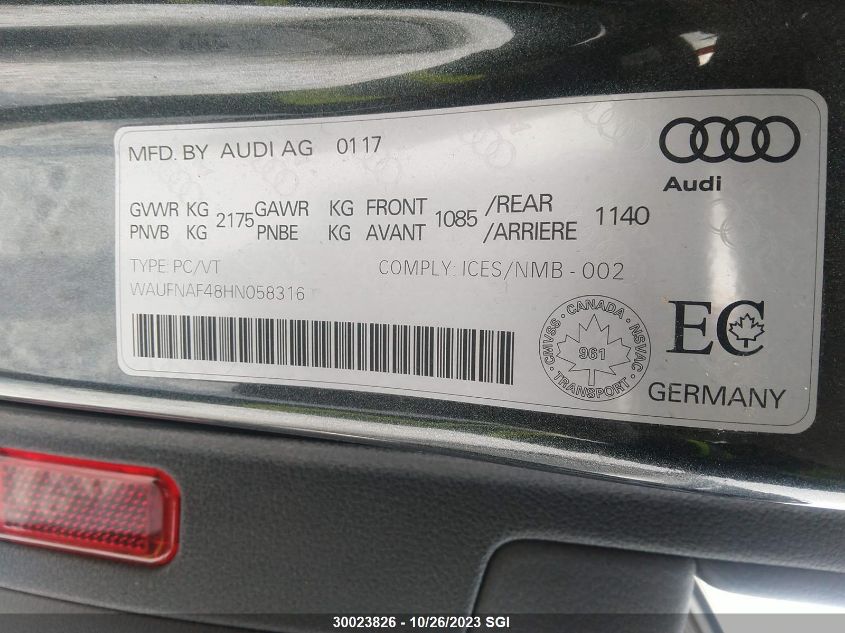 MFD. BY AUDI AG 0117
Audi
GVWR KG 2175 GAWR KG FRONT 1085 /REAR 1140
PNVB KG PNBE KG AVANT /ARRIERE
TYPE: PC/VT COMPLY: ICES/NMB - 002
WAUFNAF48HN058316
CMVSS - CANADA - NSVAC
961
TRANSPORT
EC
GERMANY
30023826 - 10/26/2023 SGI